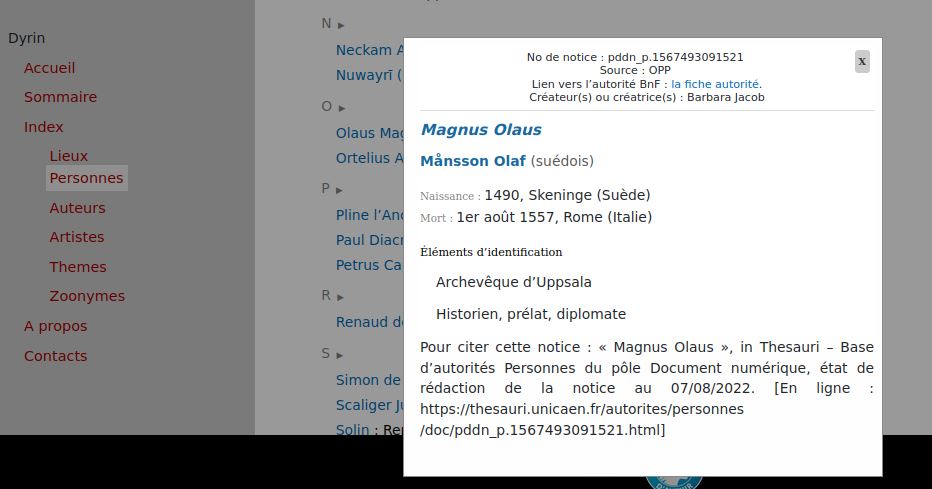 Dyrin
Accueil
Sommaire
Index
Lieux
Personnes
Auteurs
Artistes
Themes
Zoonymes
A propos
Contacts
N ▸
Neckam A
Nuwayrī (
O ▸
Olaus Mag
Ortelius A
P ▸
Pline l’An
Paul Diac
Petrus Ca
R ▸
Renaud d
S ▸
Simon de
Scaliger Ju
Solin : Re
x
No de notice : pddn_p.1567493091521
Source : OPP
Lien vers l’autorité BnF : la fiche autorité.
Créateur(s) ou créatrice(s) : Barbara Jacob
Magnus Olaus
Månsson Olaf (suédois)
Naissance : 1490, Skeninge (Suède)
Mort : 1er août 1557, Rome (Italie)
Éléments d’identification
Archevêque d’Uppsala
Historien, prélat, diplomate
Pour citer cette notice : « Magnus Olaus », in Thesauri – Base
d’autorités Personnes du pôle Document numérique, état de
rédaction de la notice au 07/08/2022. [En ligne :
https://thesauri.unicaen.fr/autorites/personnes
/doc/pddn_p.1567493091521.html]